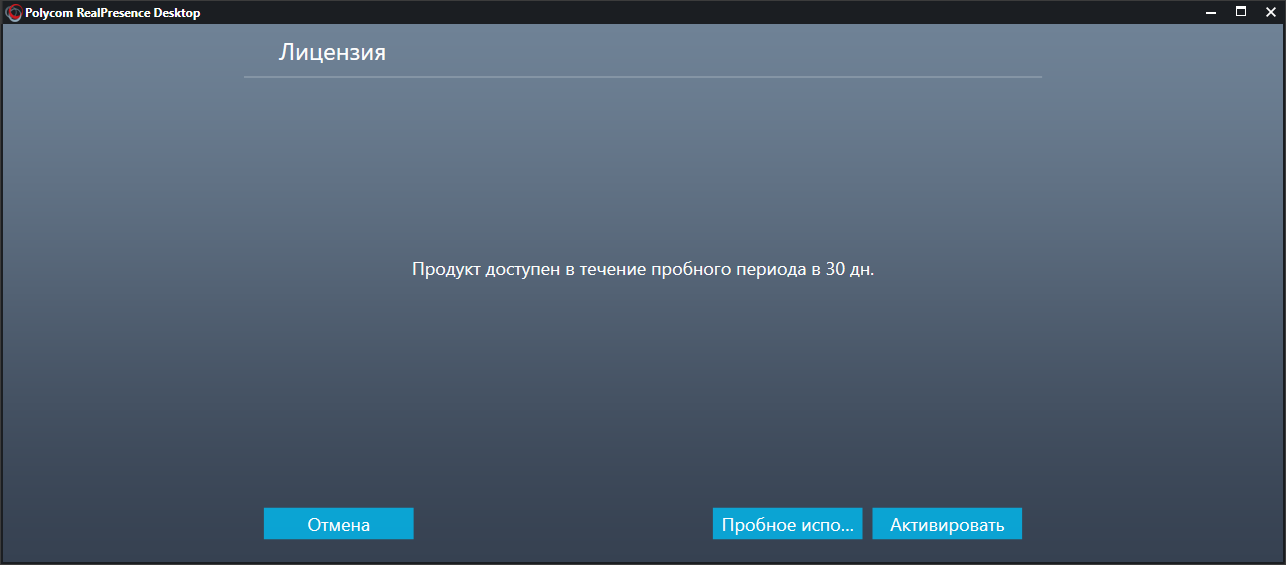 Polycom RealPresence Desktop
Лицензия
Продукт доступен в течение пробного периода в 30 дн.
Отмена
Пробное испо...
Активировать